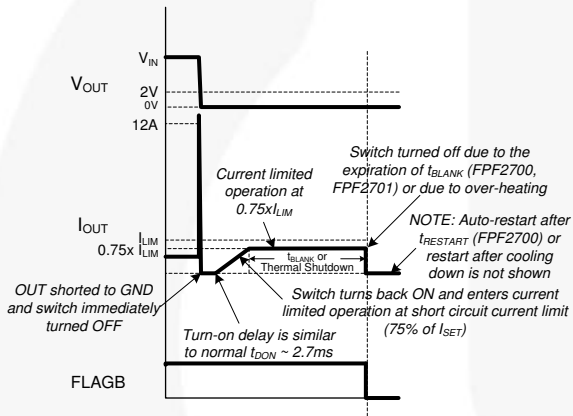 VIN
VOUT
2V
0V
12A
Current limited
operation at
0.75xILIM
Switch turned off due to the
expiration of tBLANK (FPF2700,
FPF2701) or due to over-heating
IOUT
ILIM
0.75x ILIM
tBLANK or
Thermal Shutdown
NOTE: Auto-restart after
tRESTART (FPF2700) or
restart after cooling
down is not shown
OUT shorted to GND
and switch immediately
turned OFF
Switch turns back ON and enters current
limited operation at short circuit current limit
(75% of ISET)
Turn-on delay is similar
to normal tDON ~ 2.7ms
FLAGB